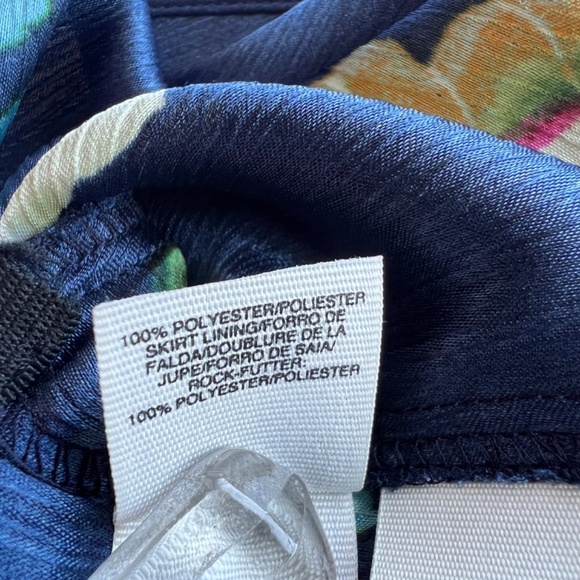 100% POLYESTER/POLIESTER
SKIRT LINING/FORRO DE
FALDA/DOUBLURE DE LA
JUPE/FORRO DE SAIA/
ROCK-FUTTER:
100% POLYESTER/POLIESTER